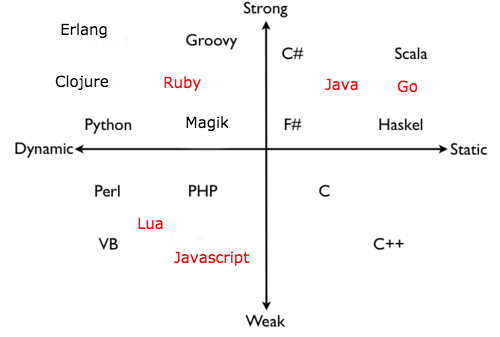 Strong
Erlang
Groovy
C#
Scala
Clojure
Ruby
Java
Go
Python
Magik
F#
Haskel
Dynamic
Static
Perl
PHP
C
Lua
VB
Javascript
C++
Weak